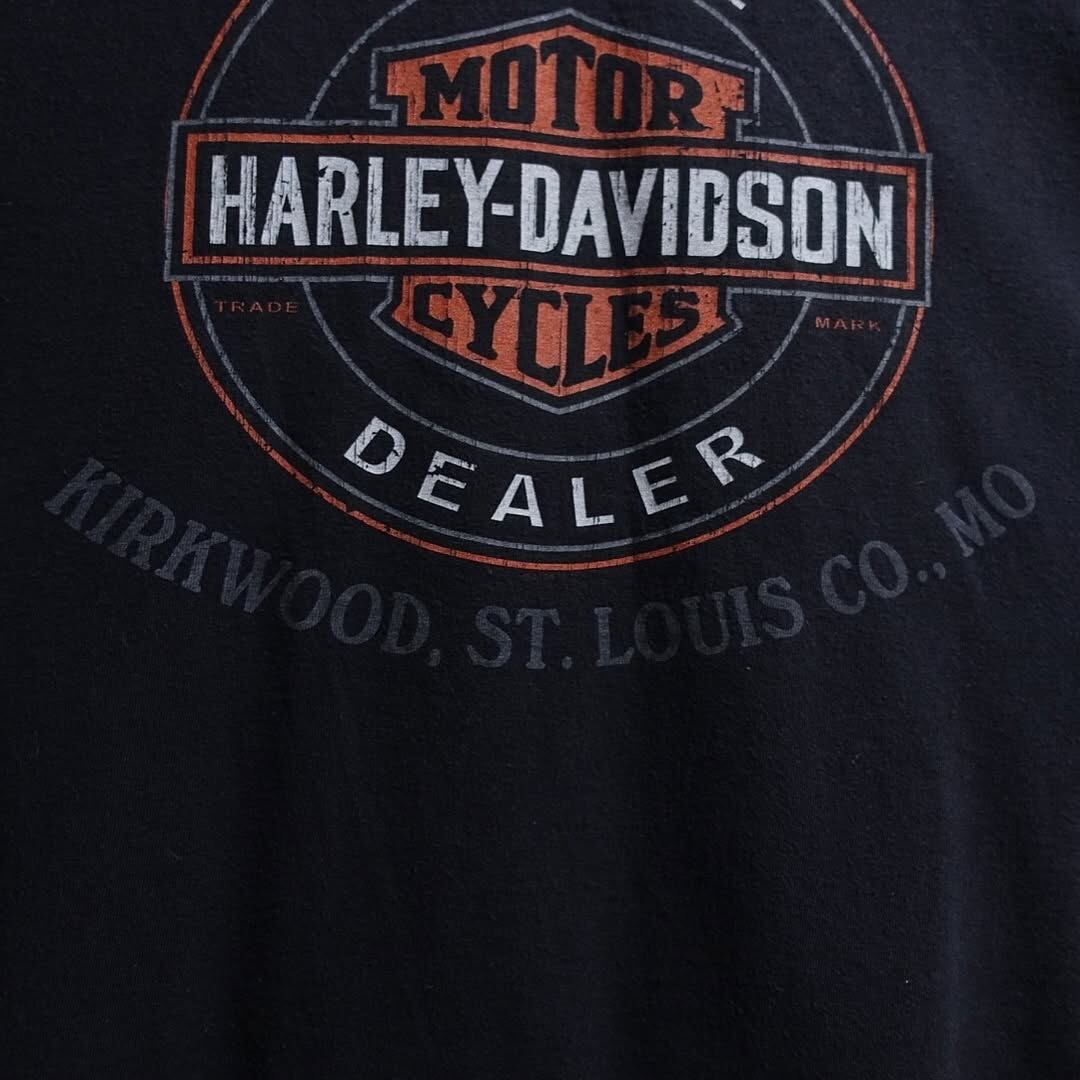 MOTOR
HARLEY-DAVIDSON
CYCLES
TRADE MARK
DEALER
KIRKWOOD, ST. LOUIS CO., MO